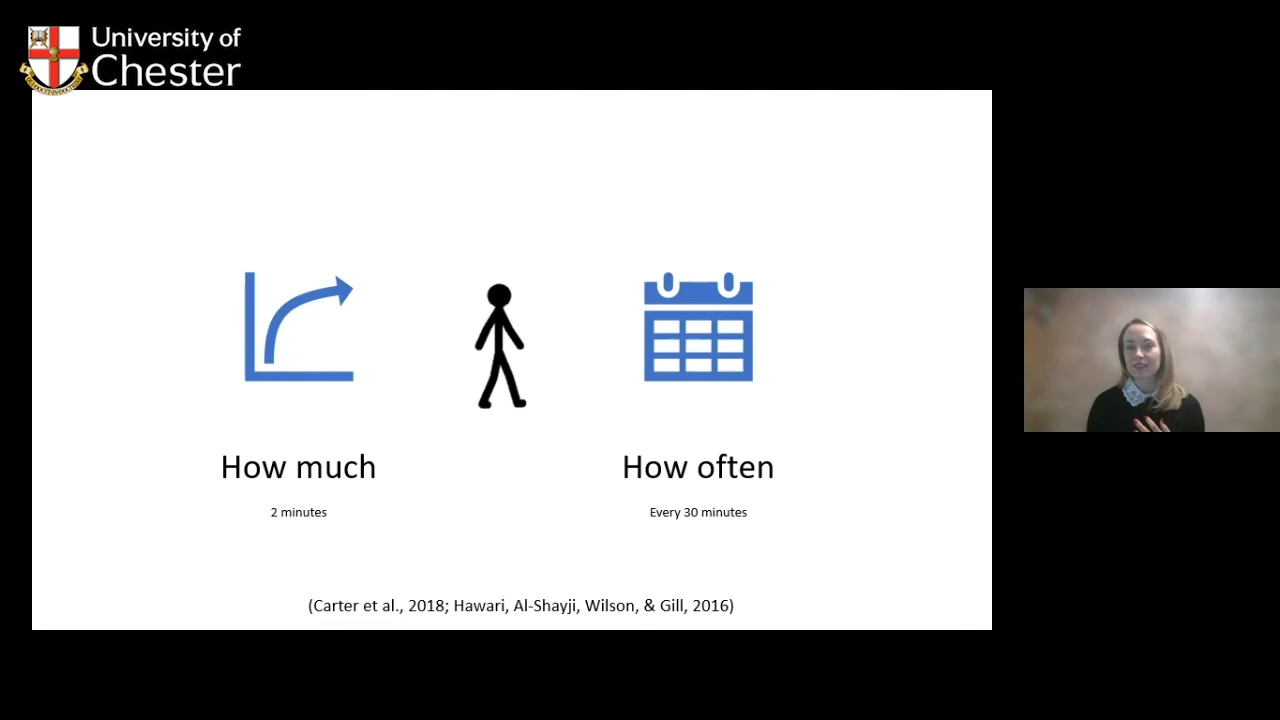 University of
Chester
How much
How often
2 minutes
Every 30 minutes
(Carter et al., 2018; Hawari, Al-Shayji, Wilson, & Gill, 2016)